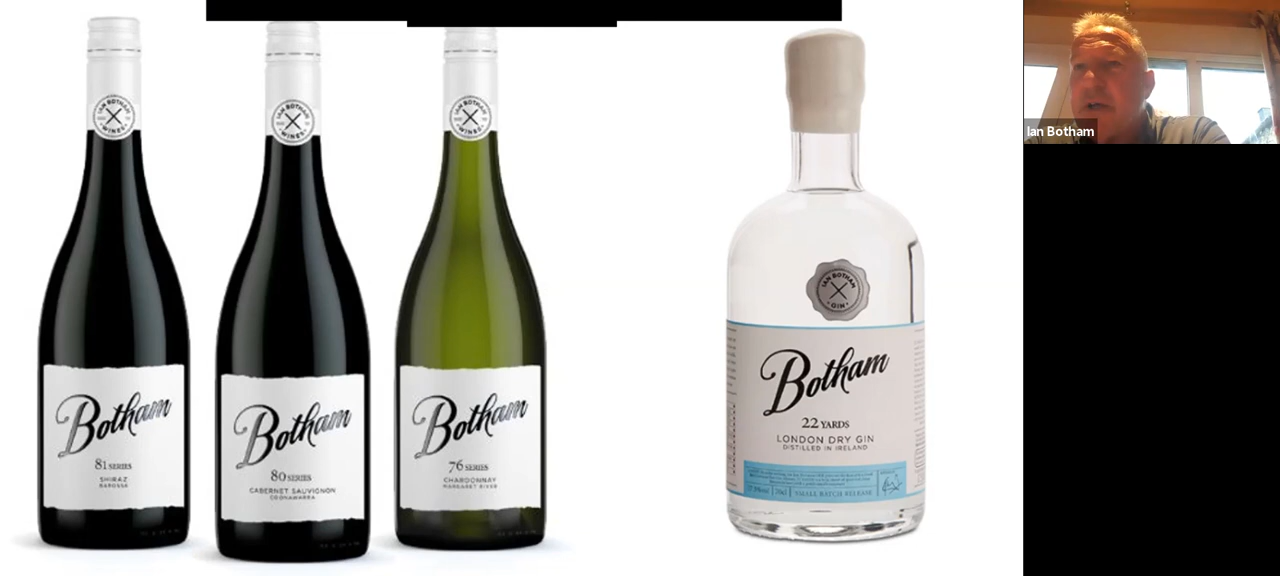 IAN BOTHAM
WINES
Botham
81 SERIES
SHIRAZ
BAROSSA
IAN BOTHAM
WINES
Botham
80 SERIES
CABERNET SAUVIGNON
COONAWARRA
IAN BOTHAM
WINES
Botham
76 SERIES
CHARDONNAY
MARGARET RIVER
IAN BOTHAM
GIN
Botham
22 YARDS
LONDON DRY GIN
DISTILLED IN IRELAND
70cl
SMALL BATCH RELEASE
Ian Botham